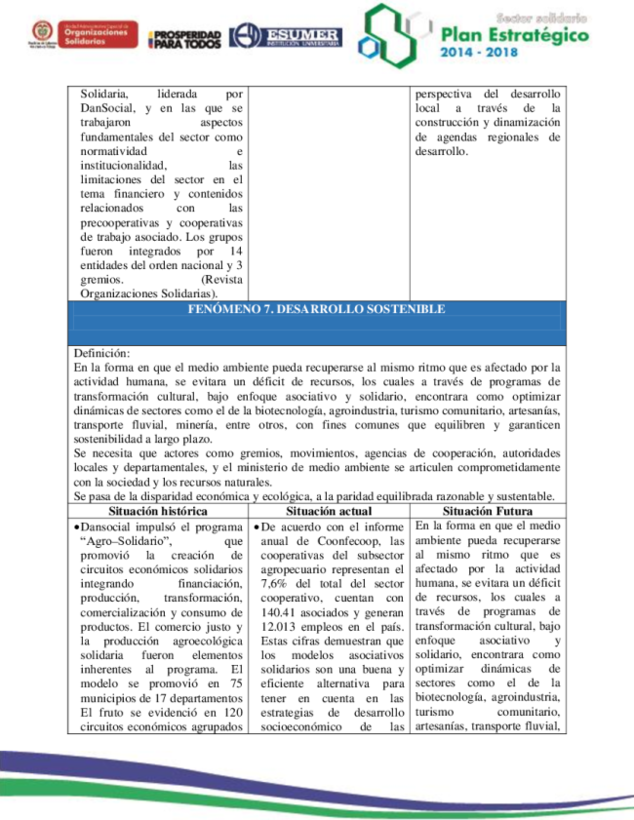 Unidad Administrativa Especial de
Organizaciones
Solidarias
PROSPERIDAD
PARA TODOS
ESUMER
INSTITUCIÓN UNIVERSITARIA
Sector solidario
Plan Estratégico
2014 - 2018
Solidaria, liderada por
DanSocial, y en las que se
trabajaron aspectos
fundamentales del sector como
normatividad e
institucionalidad, las
limitaciones del sector en el
tema financiero y contenidos
relacionados con las
precooperativas y cooperativas
de trabajo asociado. Los grupos
fueron integrados por 14
entidades del orden nacional y 3
gremios. (Revista
Organizaciones Solidarias).
perspectiva del desarrollo
local a través de la
construcción y dinamización
de agendas regionales de
desarrollo.
FENÓMENO 7. DESARROLLO SOSTENIBLE
Definición:
En la forma en que el medio ambiente pueda recuperarse al mismo ritmo que es afectado por la
actividad humana, se evitara un déficit de recursos, los cuales a través de programas de
transformación cultural, bajo enfoque asociativo y solidario, encontrara como optimizar
dinámicas de sectores como el de la biotecnología, agroindustria, turismo comunitario, artesanías,
transporte fluvial, minería, entre otros, con fines comunes que equilibren y garanticen
sostenibilidad a largo plazo.
Se necesita que actores como gremios, movimientos, agencias de cooperación, autoridades
locales y departamentales, y el ministerio de medio ambiente se articulen comprometidamente
con la sociedad y los recursos naturales.
Se pasa de la disparidad económica y ecológica, a la paridad equilibrada razonable y sustentable.
Situación histórica
•Dansocial impulsó el programa
“Agro–Solidario”, que
promovió la creación de
circuitos económicos solidarios
integrando financiación,
producción, transformación,
comercialización y consumo de
productos. El comercio justo y
la producción agroecológica
solidaria fueron elementos
inherentes al programa. El
modelo se promovió en 75
municipios de 17 departamentos
El fruto se evidenció en 120
circuitos económicos agrupados
Situación actual
•De acuerdo con el informe
anual de Coonfecoop, las
cooperativas del subsector
agropecuario representan el
7,6% del total del sector
cooperativo, cuentan con
140.41 asociados y generan
12.013 empleos en el país.
Estas cifras demuestran que
los modelos asociativos
solidarios son una buena y
eficiente alternativa para
tener en cuenta en las
estrategias de desarrollo
socioeconómico de las
Situación Futura
En la forma en que el medio
ambiente pueda recuperarse
al mismo ritmo que es
afectado por la actividad
humana, se evitara un déficit
de recursos, los cuales a
través de programas de
transformación cultural, bajo
enfoque asociativo y
solidario, encontrara como
optimizar dinámicas de
sectores como el de la
biotecnología, agroindustria,
turismo comunitario,
artesanías, transporte fluvial,